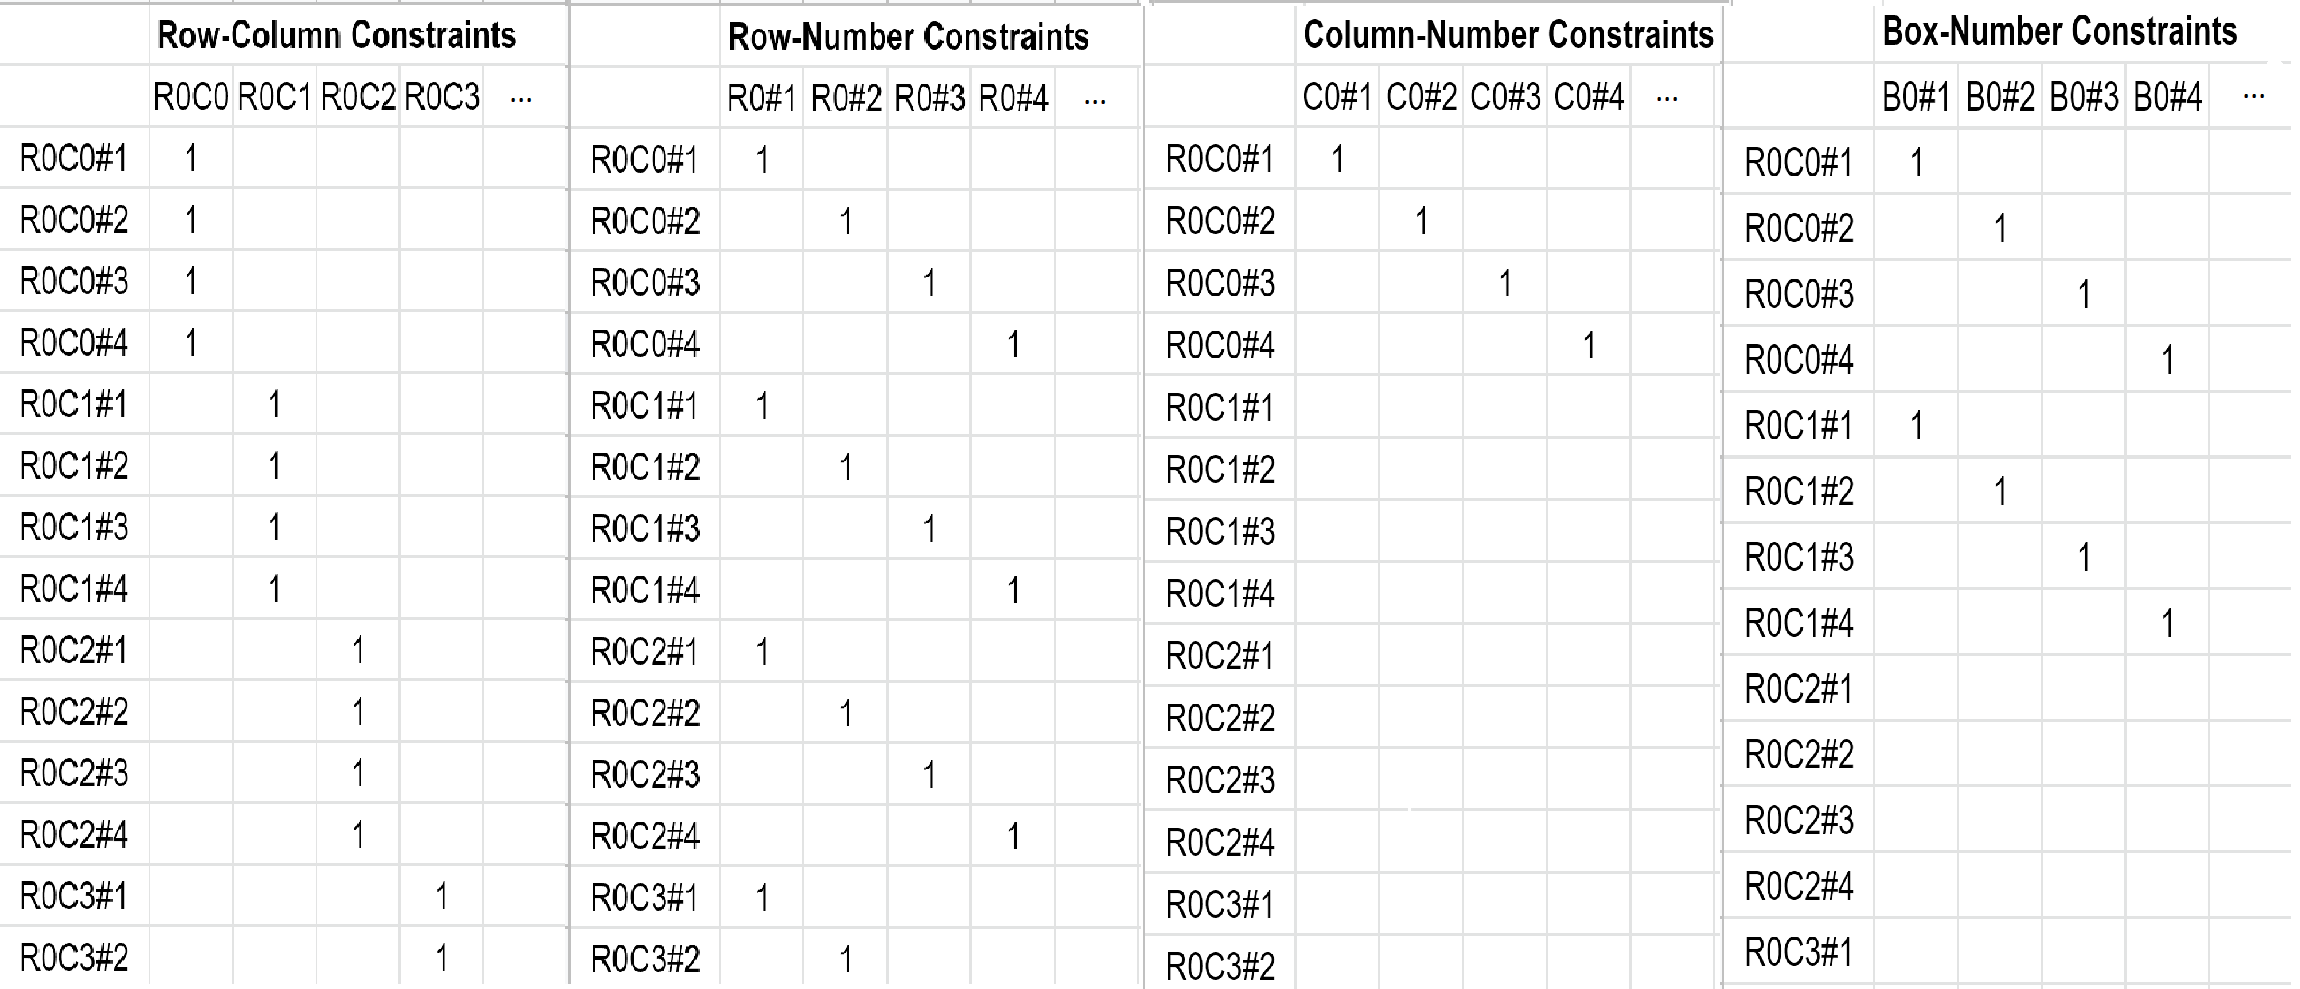 Row-Column Constraints
R0C0 R0C1 R0C2 R0C3 ...
R0C0#1 1
R0C0#2 1
R0C0#3 1
R0C0#4 1
R0C1#1 1
R0C1#2 1
R0C1#3 1
R0C1#4 1
R0C2#1 1
R0C2#2 1
R0C2#3 1
R0C2#4 1
R0C3#1 1
R0C3#2 1
Row-Number Constraints
R0#1 R0#2 R0#3 R0#4 ...
R0C0#1 1
R0C0#2 1
R0C0#3 1
R0C0#4 1
R0C1#1 1
R0C1#2 1
R0C1#3 1
R0C1#4 1
R0C2#1 1
R0C2#2 1
R0C2#3 1
R0C2#4 1
R0C3#1 1
R0C3#2 1
Column-Number Constraints
C0#1 C0#2 C0#3 C0#4 ...
R0C0#1 1
R0C0#2 1
R0C0#3 1
R0C0#4 1
R0C1#1
R0C1#2
R0C1#3
R0C1#4
R0C2#1
R0C2#2
R0C2#3
R0C2#4
R0C3#1
R0C3#2
Box-Number Constraints
B0#1 B0#2 B0#3 B0#4 ...
R0C0#1 1
R0C0#2 1
R0C0#3 1
R0C0#4 1
R0C1#1 1
R0C1#2 1
R0C1#3 1
R0C1#4 1
R0C2#1
R0C2#2
R0C2#3
R0C2#4
R0C3#1